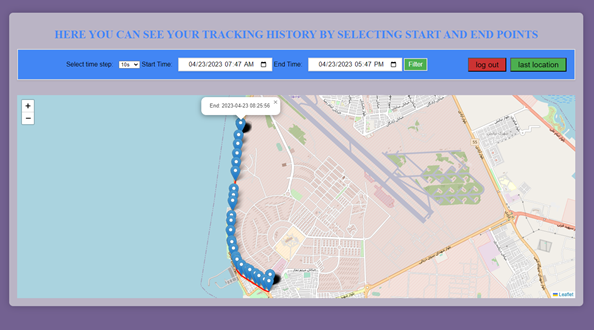 HERE YOU CAN SEE YOUR TRACKING HISTORY BY SELECTING START AND END POINTS
Select time step: 10s Start Time: 04/23/2023 07:47 AM End Time: 04/23/2023 05:47 PM Filter log out last location
+
−
End: 2023-04-23 08:25:56 ×
Leaflet